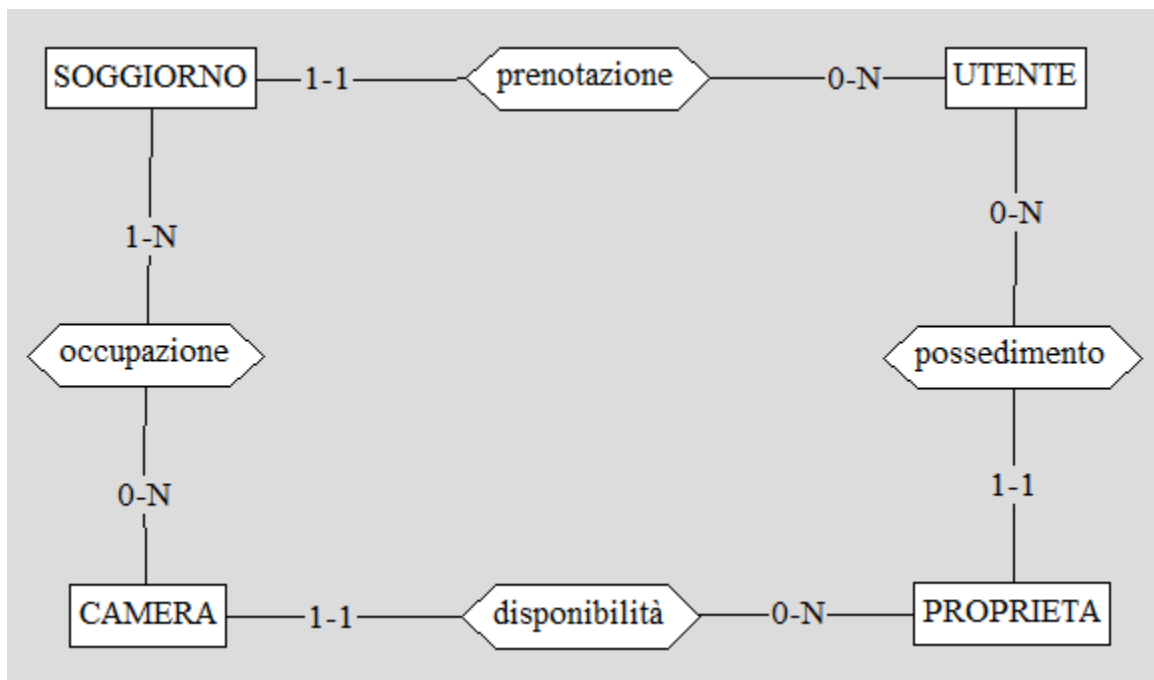 SOGGIORNO 1-1 prenotazione 0-N UTENTE
1-N 0-N
occupazione possedimento
0-N 1-1
CAMERA 1-1 disponibilità 0-N PROPRIETA